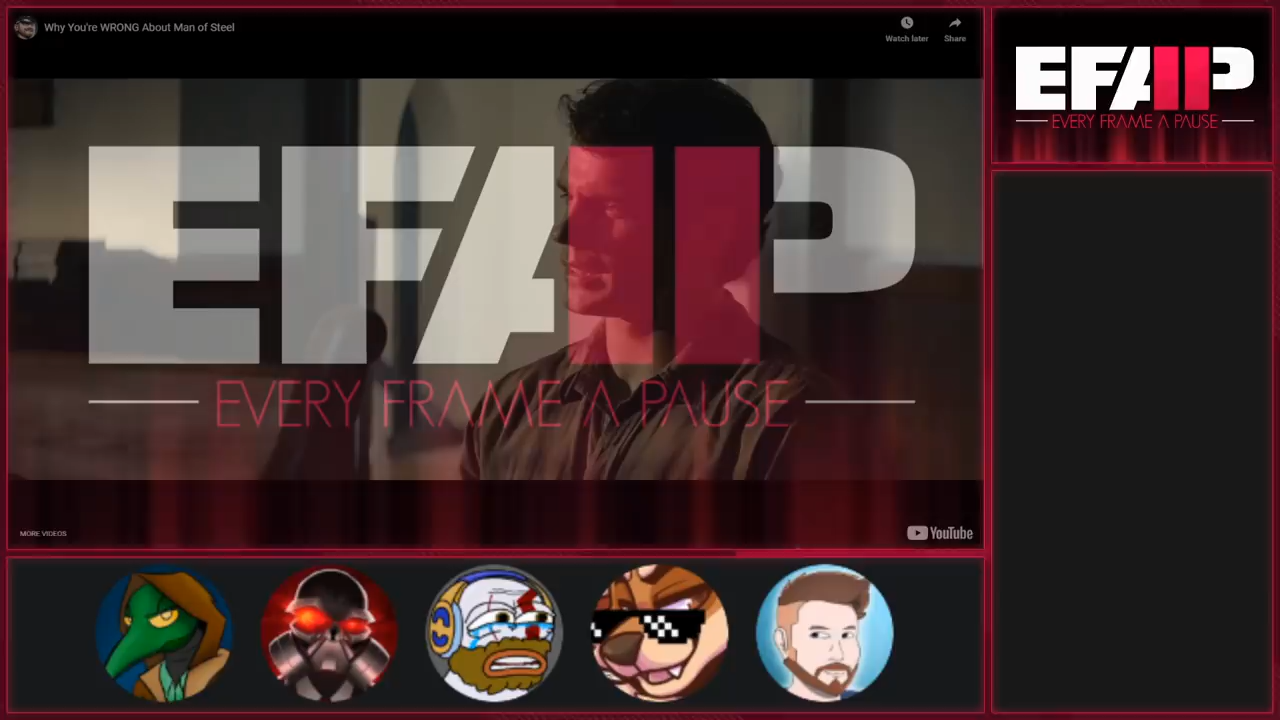 Why You're WRONG About Man of Steel
Watch later
Share
EFAP
EVERY FRAME A PAUSE
EFAP
EVERY FRAME A PAUSE
MORE VIDEOS
YouTube